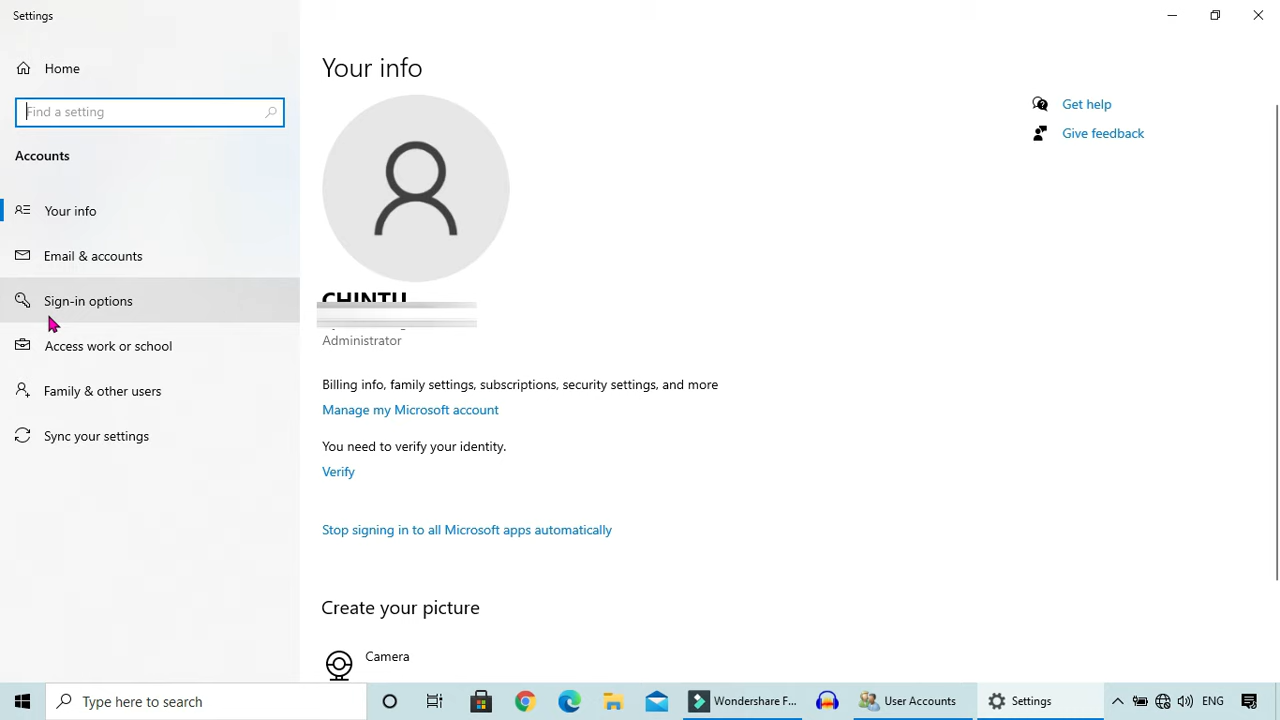 Settings
Home
Find a setting
Accounts
Your info
Email & accounts
Sign-in options
Access work or school
Family & other users
Sync your settings
Your info
CHINTU
Administrator
Billing info, family settings, subscriptions, security settings, and more
Manage my Microsoft account
You need to verify your identity.
Verify
Stop signing in to all Microsoft apps automatically
Create your picture
Camera
Get help
Give feedback
Type here to search
Wondershare F...
User Accounts
Settings
ENG